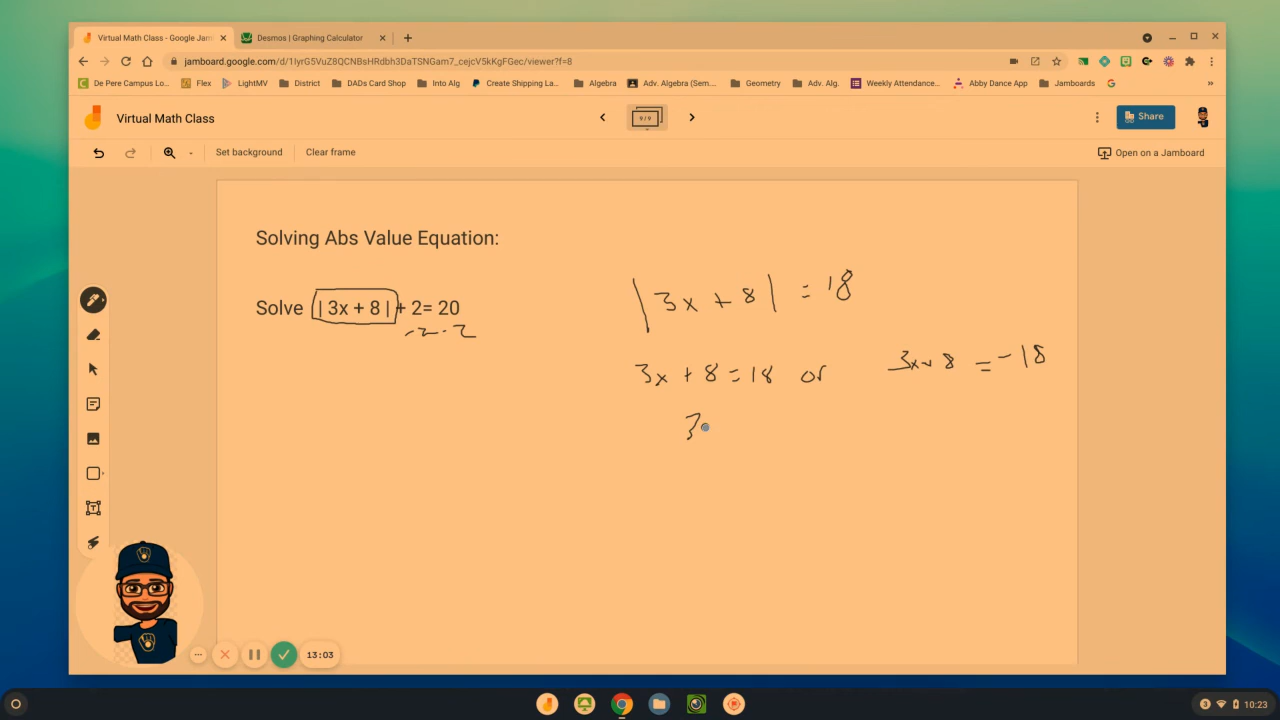 Virtual Math Class - Google Jam
Desmos | Graphing Calculator
jamboard.google.com/d/1IyrG5VuZ8QCNBsHRdbh3DaTSNGam7_cejcV5kKgFGec/viewer?f=8
De Pere Campus Lo... Flex LightMV District DADs Card Shop Into Alg Create Shipping La... Algebra Adv. Algebra (Sem... Geometry Adv. Alg. Weekly Attendance... Abby Dance App Jamboards »
Virtual Math Class
9/9
Share
Set background Clear frame Open on a Jamboard
Solving Abs Value Equation:
Solve | 3x + 8 | + 2= 20
-2 -2
|3x + 8| = 18
3x + 8 = 18 or 3x+8 = -18
3
13:03
3 10:23